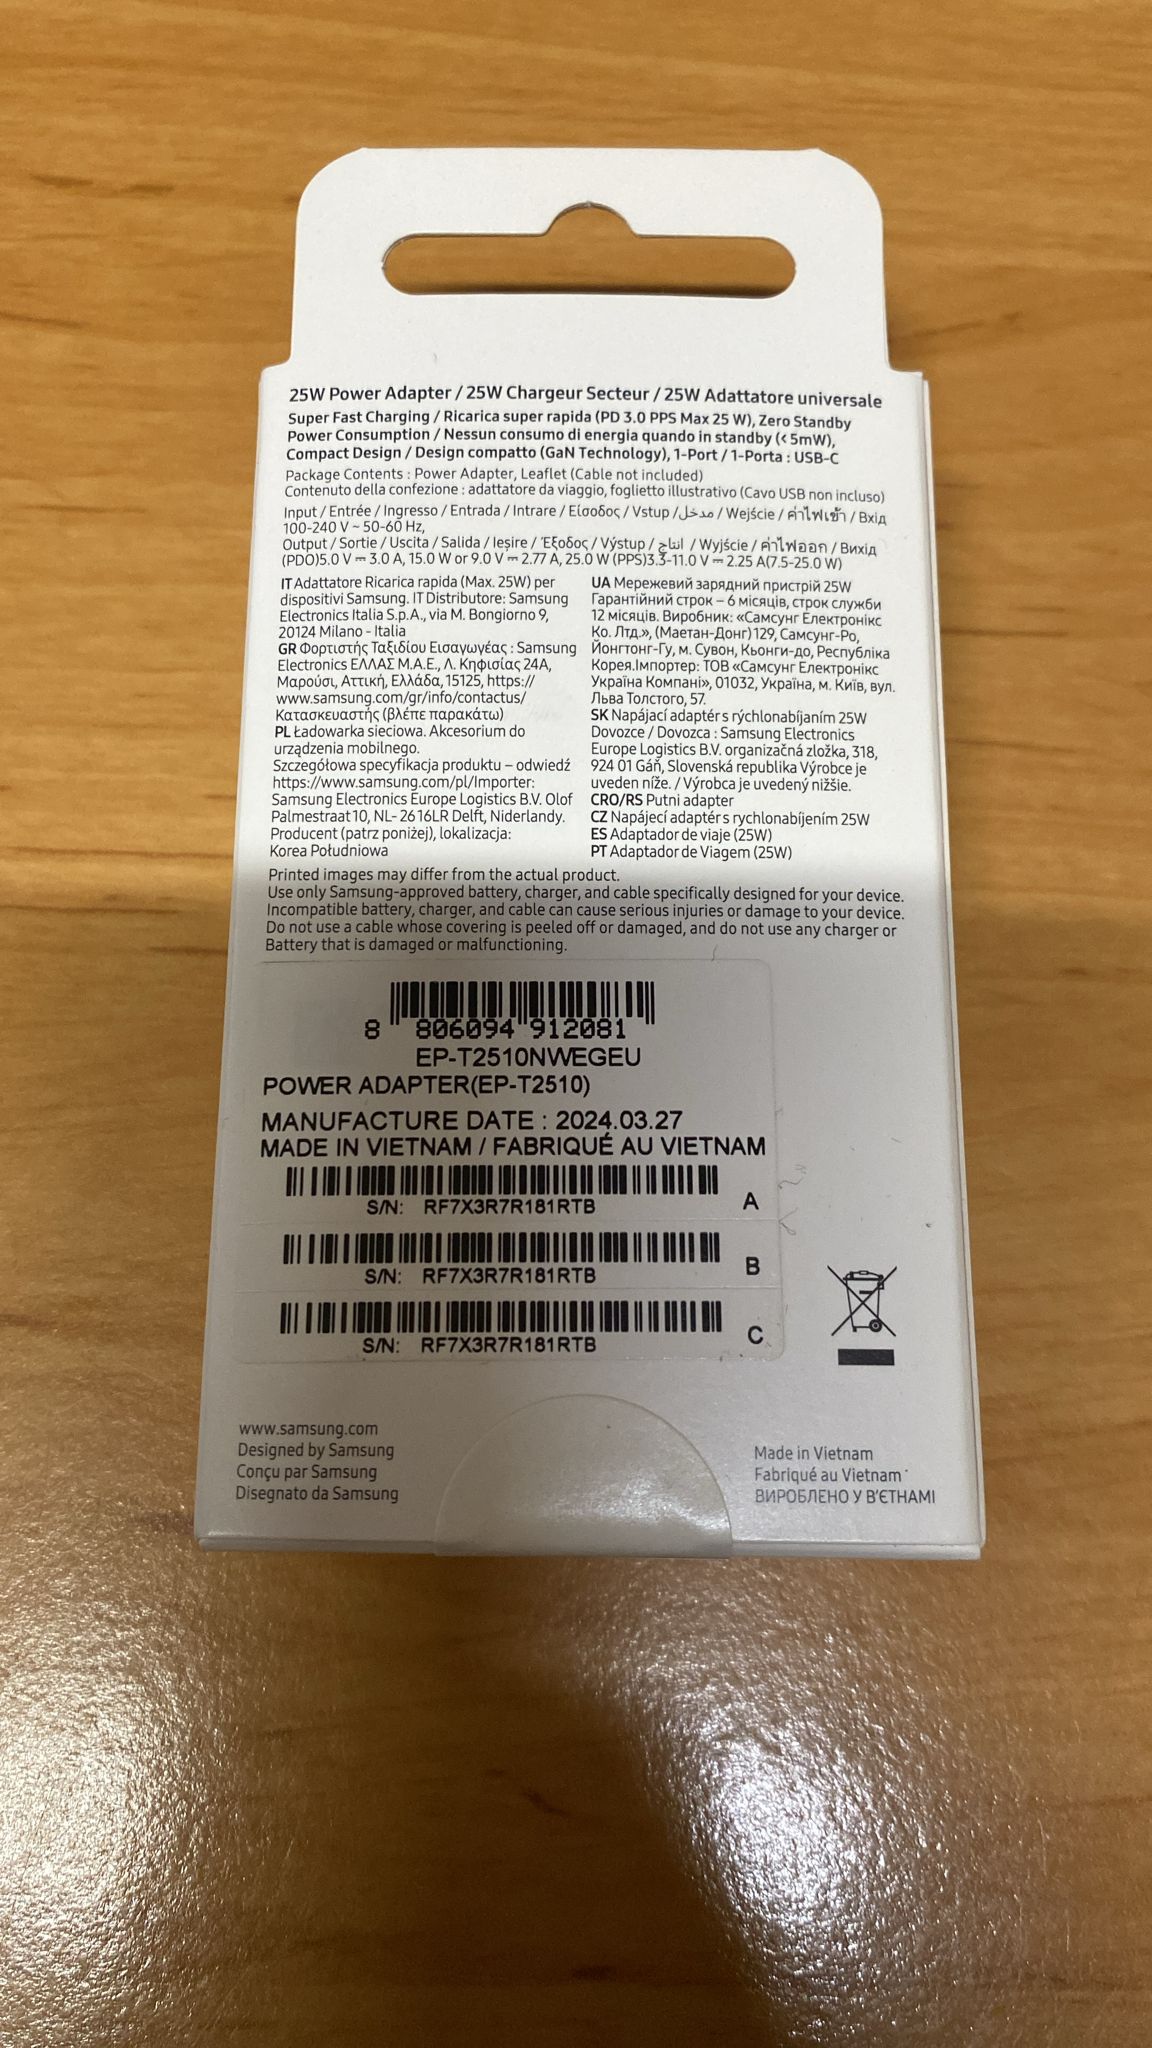 25W Power Adapter / 25W Chargeur Secteur / 25W Adattatore universale
Super Fast Charging / Ricarica super rapida (PD 3.0 PPS Max 25 W), Zero Standby
Power Consumption / Nessun consumo di energia quando in standby (< 5mW),
Compact Design / Design compatto (GaN Technology), 1-Port / 1-Porta : USB-C
Package Contents : Power Adapter, Leaflet (Cable not included)
Contenuto della confezione : adattatore da viaggio, foglietto illustrativo (Cavo USB non incluso)
Input / Entrée / Ingresso / Entrada / Intrare / Είσοδος / Vstup / مدخل / Wejście / ค่าไฟเข้า / Вхід
100-240 V ~ 50-60 Hz,
Output / Sortie / Uscita / Salida / Ieșire / Έξοδος / Výstup / إنتاج / Wyjście / ค่าไฟออก / Вихід
(PDO)5.0 V ⎓ 3.0 A, 15.0 W or 9.0 V ⎓ 2.77 A, 25.0 W (PPS)3.3-11.0 V ⎓ 2.25 A(7.5-25.0 W)
IT Adattatore Ricarica rapida (Max. 25W) per
dispositivi Samsung. IT Distributore: Samsung
Electronics Italia S.p.A., via M. Bongiorno 9,
20124 Milano - Italia
GR Φορτιστής Ταξιδίου Εισαγωγέας : Samsung
Electronics ΕΛΛΑΣ Μ.Α.Ε., Λ. Κηφισίας 24Α,
Μαρούσι, Αττική, Ελλάδα, 15125, https://
www.samsung.com/gr/info/contactus/
Κατασκευαστής (βλέπε παρακάτω)
PL Ładowarka sieciowa. Akcesorium do
urządzenia mobilnego.
Szczegółowa specyfikacja produktu – odwiedź
https://www.samsung.com/pl/Importer:
Samsung Electronics Europe Logistics B.V. Olof
Palmestraat 10, NL- 26 16LR Delft, Niderlandy.
Producent (patrz poniżej), lokalizacja:
Korea Południowa
UA Мережевий зарядний пристрій 25W
Гарантійний строк – 6 місяців, строк служби
12 місяців. Виробник: «Самсунг Електронікс
Ко. Лтд.», (Маетан-Донг) 129, Самсунг-Ро,
Йонгтонг-Гу, м. Сувон, Кьонги-до, Республіка
Корея.Імпортер: ТОВ «Самсунг Електронікс
Україна Компані», 01032, Україна, м. Київ, вул.
Льва Толстого, 57.
SK Napájací adaptér s rýchlonabíjaním 25W
Dovozce / Dovozca : Samsung Electronics
Europe Logistics B.V. organizačná zložka, 318,
924 01 Gáň, Slovenská republika Výrobce je
uveden níže. / Výrobca je uvedený nižšie.
CRO/RS Putni adapter
CZ Napájecí adaptér s rychlonabíjením 25W
ES Adaptador de viaje (25W)
PT Adaptador de Viagem (25W)
Printed images may differ from the actual product.
Use only Samsung-approved battery, charger, and cable specifically designed for your device.
Incompatible battery, charger, and cable can cause serious injuries or damage to your device.
Do not use a cable whose covering is peeled off or damaged, and do not use any charger or
Battery that is damaged or malfunctioning.
8 806094 912081
EP-T2510NWEGEU
POWER ADAPTER(EP-T2510)
MANUFACTURE DATE : 2024.03.27
MADE IN VIETNAM / FABRIQUÉ AU VIETNAM
S/N: RF7X3R7R181RTB A
S/N: RF7X3R7R181RTB B
S/N: RF7X3R7R181RTB C
www.samsung.com
Designed by Samsung
Conçu par Samsung
Disegnato da Samsung
Made in Vietnam
Fabriqué au Vietnam
ВИРОБЛЕНО У В'ЄТНАМІ